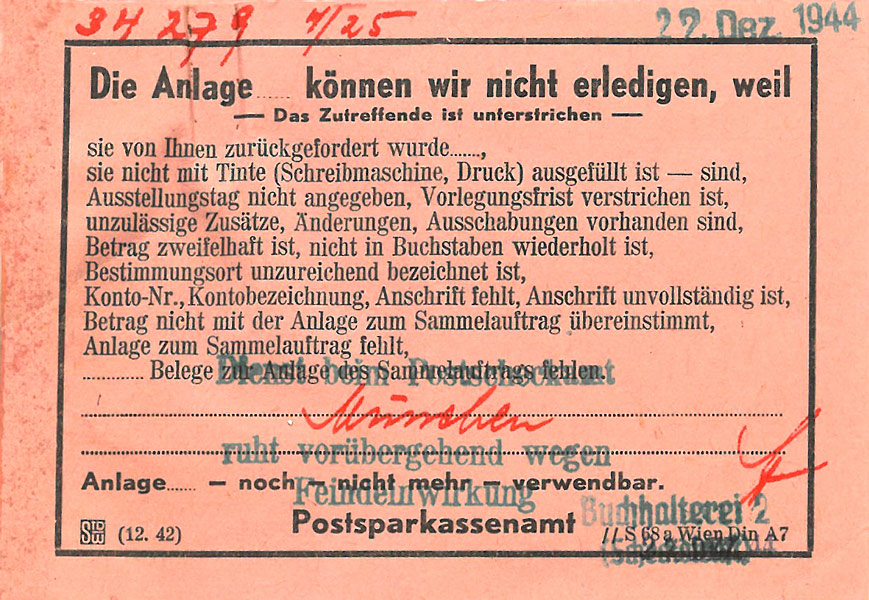 34 279 1/25 22. Dez. 1944
Die Anlage...... können wir nicht erledigen, weil
— Das Zutreffende ist unterstrichen —
sie von Ihnen zurückgefordert wurde......,
sie nicht mit Tinte (Schreibmaschine, Druck) ausgefüllt ist — sind,
Ausstellungstag nicht angegeben, Vorlegungsfrist verstrichen ist,
unzulässige Zusätze, Änderungen, Ausschabungen vorhanden sind,
Betrag zweifelhaft ist, nicht in Buchstaben wiederholt ist,
Bestimmungsort unzureichend bezeichnet ist,
Konto-Nr., Kontobezeichnung, Anschrift fehlt, Anschrift unvollständig ist,
Betrag nicht mit der Anlage zum Sammelauftrag übereinstimmt,
Anlage zum Sammelauftrag fehlt,
............ Belege zur Anlage des Sammelauftrags fehlen.
Dienst beim Postscheckamt
München
ruht vorübergehend wegen
Anlage...... — noch — nicht mehr — verwendbar.
Feindeinwirkung
Postsparkassenamt
Buchhalterei 2
(12. 42)
// S 68 a Wien Din A7